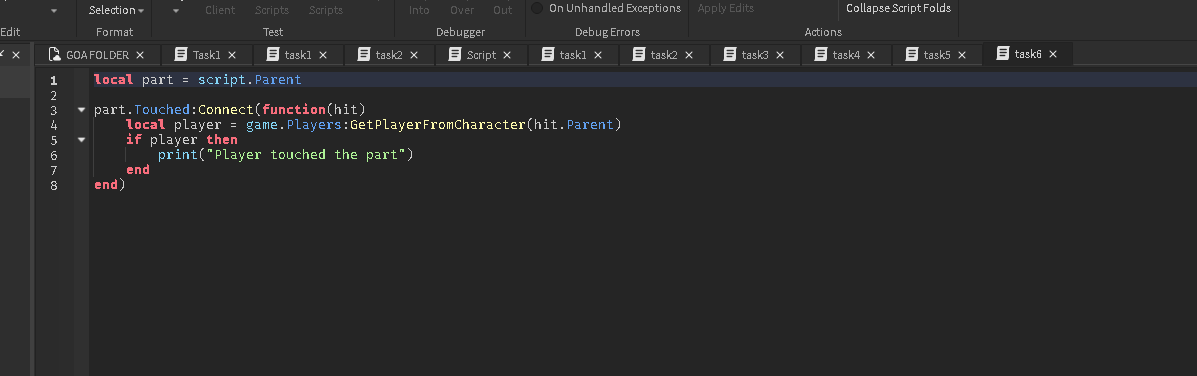 Selection
Client Scripts Scripts
Into Over Out
On Unhandled Exceptions
Apply Edits
Collapse Script Folds
Edit Format Test Debugger Debug Errors Actions
GOA FOLDER Task1 task1 task2 Script task1 task2 task3 task4 task5 task6
1 local part = script.Parent
2
3 part.Touched:Connect(function(hit)
4 local player = game.Players:GetPlayerFromCharacter(hit.Parent)
5 if player then
6 print("Player touched the part")
7 end
8 end)